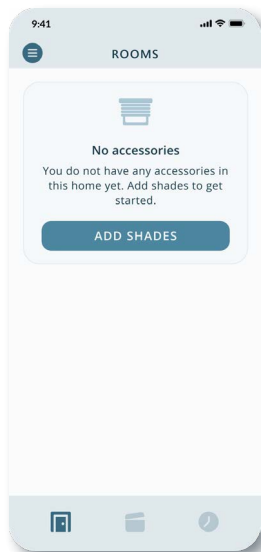 9:41
ROOMS
No accessories
You do not have any accessories in
this home yet. Add shades to get
started.
ADD SHADES